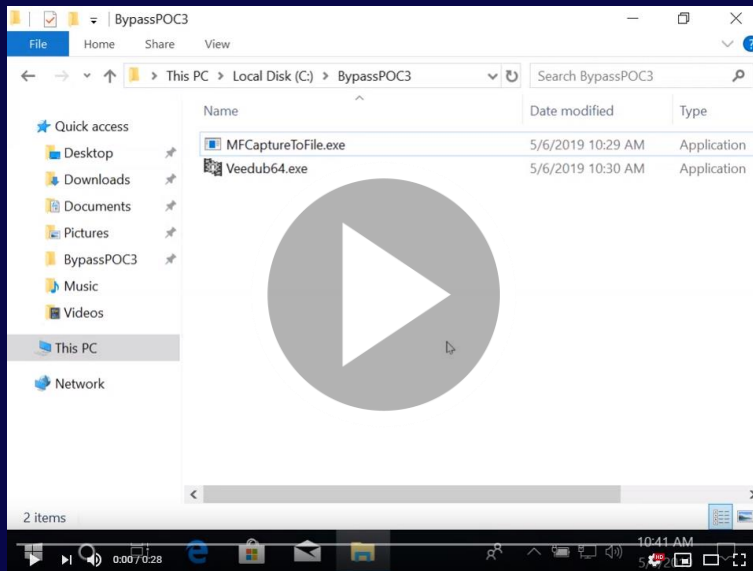 BypassPOC3
File Home Share View
This PC > Local Disk (C:) > BypassPOC3
Search BypassPOC3
Name Date modified Type
Quick access
Desktop
Downloads
Documents
Pictures
BypassPOC3
Music
Videos
This PC
Network
MFCaptureToFile.exe 5/6/2019 10:29 AM Application
Veedub64.exe 5/6/2019 10:30 AM Application
2 items
0:00 / 0:28
10:41 AM
HD